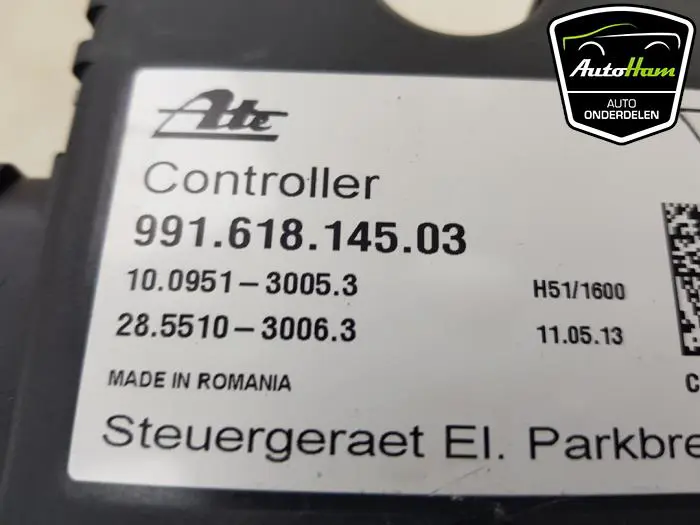 AutoHam
AUTO
ONDERDELEN
Ate
Controller
991.618.145.03
10.0951-3005.3
H51/1600
28.5510-3006.3
11.05.13
MADE IN ROMANIA
C
Steuergeraet El. Parkbre